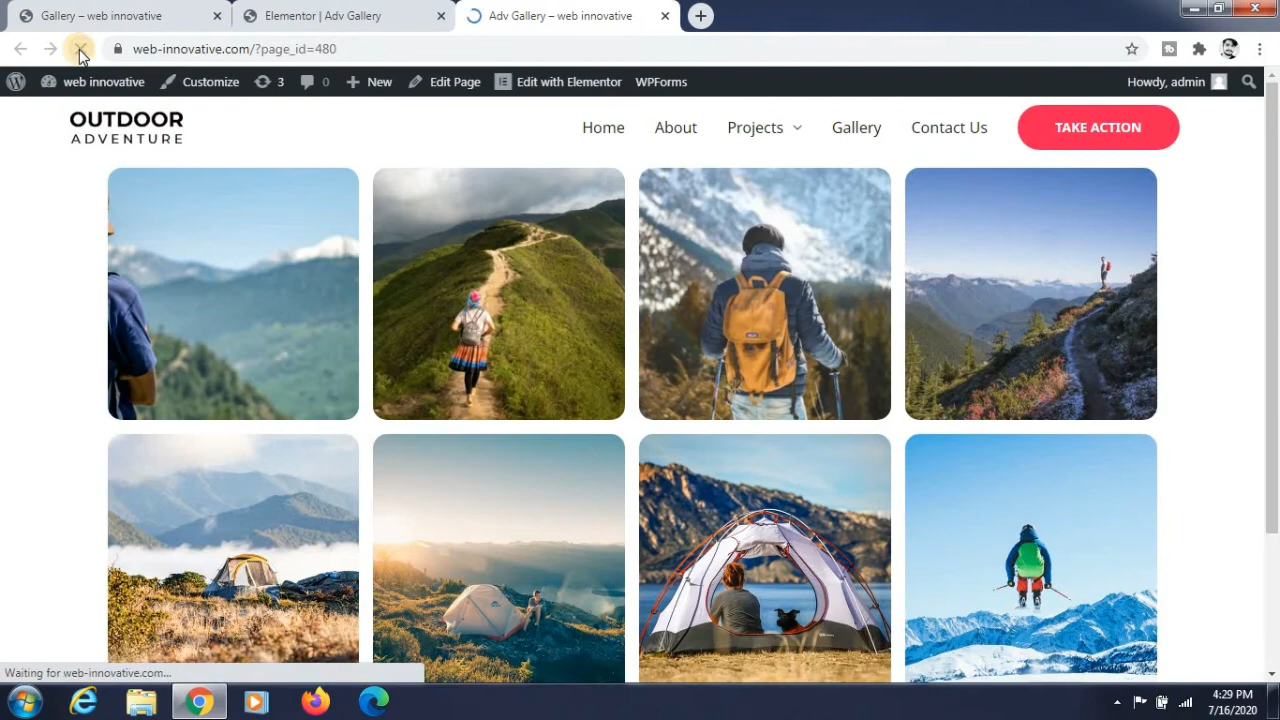 Gallery – web innovative
Elementor | Adv Gallery
Adv Gallery – web innovative
web-innovative.com/?page_id=480
web innovative
Customize
3
0
New
Edit Page
Edit with Elementor
WPForms
Howdy, admin
OUTDOOR
ADVENTURE
Home
About
Projects
Gallery
Contact Us
TAKE ACTION
Waiting for web-innovative.com...
4:29 PM
7/16/2020